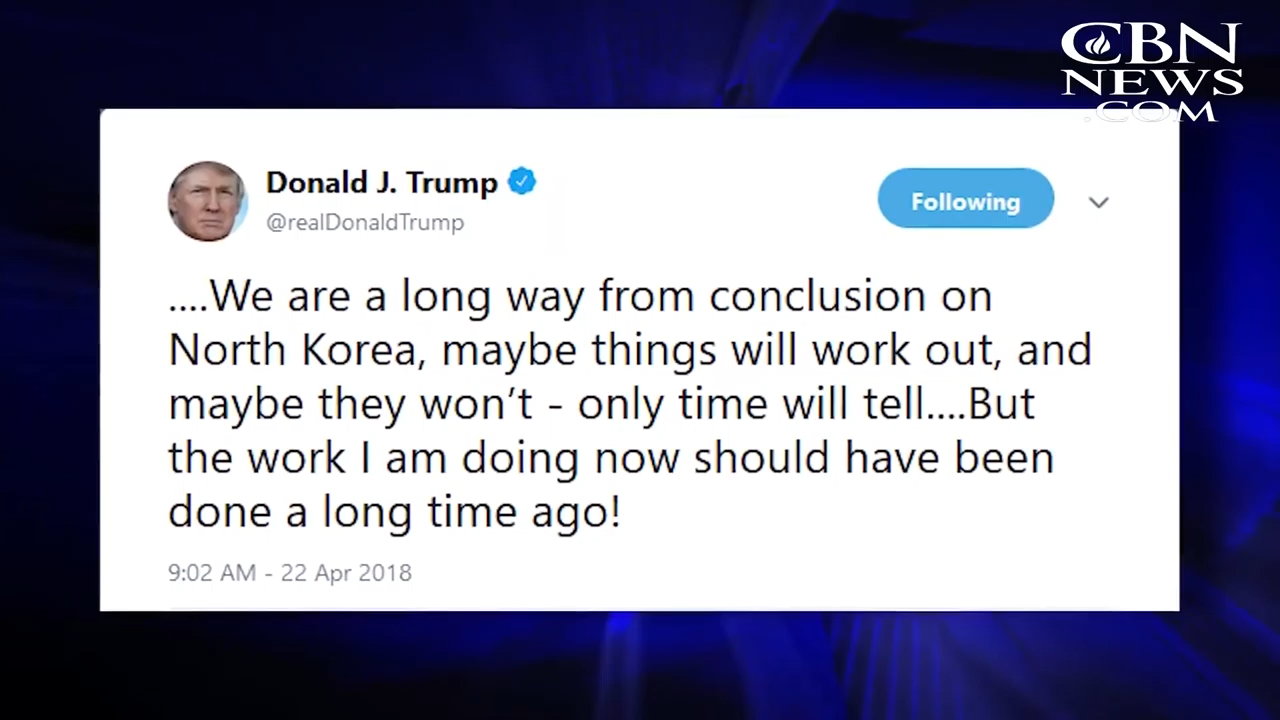 CBN
NEWS
.COM
Donald J. Trump
@realDonaldTrump
Following
....We are a long way from conclusion on
North Korea, maybe things will work out, and
maybe they won’t - only time will tell....But
the work I am doing now should have been
done a long time ago!
9:02 AM - 22 Apr 2018